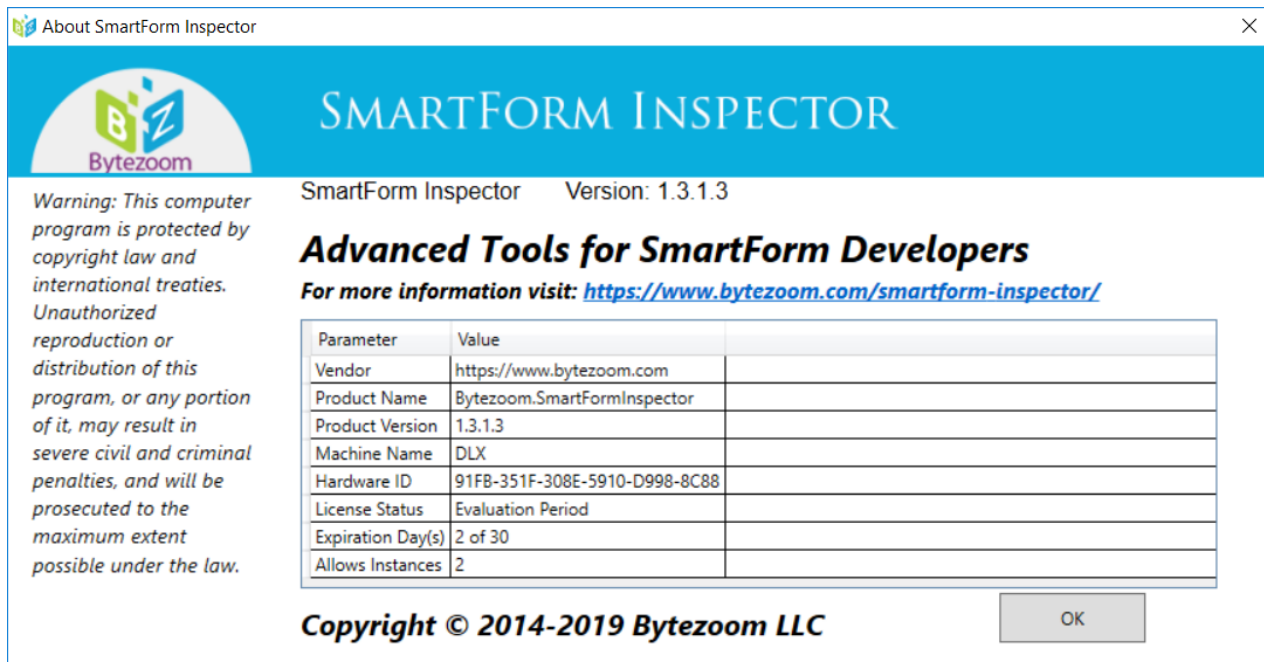 About SmartForm Inspector
SMARTFORM INSPECTOR
B Z
Bytezoom
Warning: This computer
program is protected by
copyright law and
international treaties.
Unauthorized
reproduction or
distribution of this
program, or any portion
of it, may result in
severe civil and criminal
penalties, and will be
prosecuted to the
maximum extent
possible under the law.
SmartForm Inspector Version: 1.3.1.3
Advanced Tools for SmartForm Developers
For more information visit: https://www.bytezoom.com/smartform-inspector/
Parameter Value
Vendor https://www.bytezoom.com
Product Name Bytezoom.SmartFormInspector
Product Version 1.3.1.3
Machine Name DLX
Hardware ID 91FB-351F-308E-5910-D998-8C88
License Status Evaluation Period
Expiration Day(s) 2 of 30
Allows Instances 2
Copyright © 2014-2019 Bytezoom LLC
OK